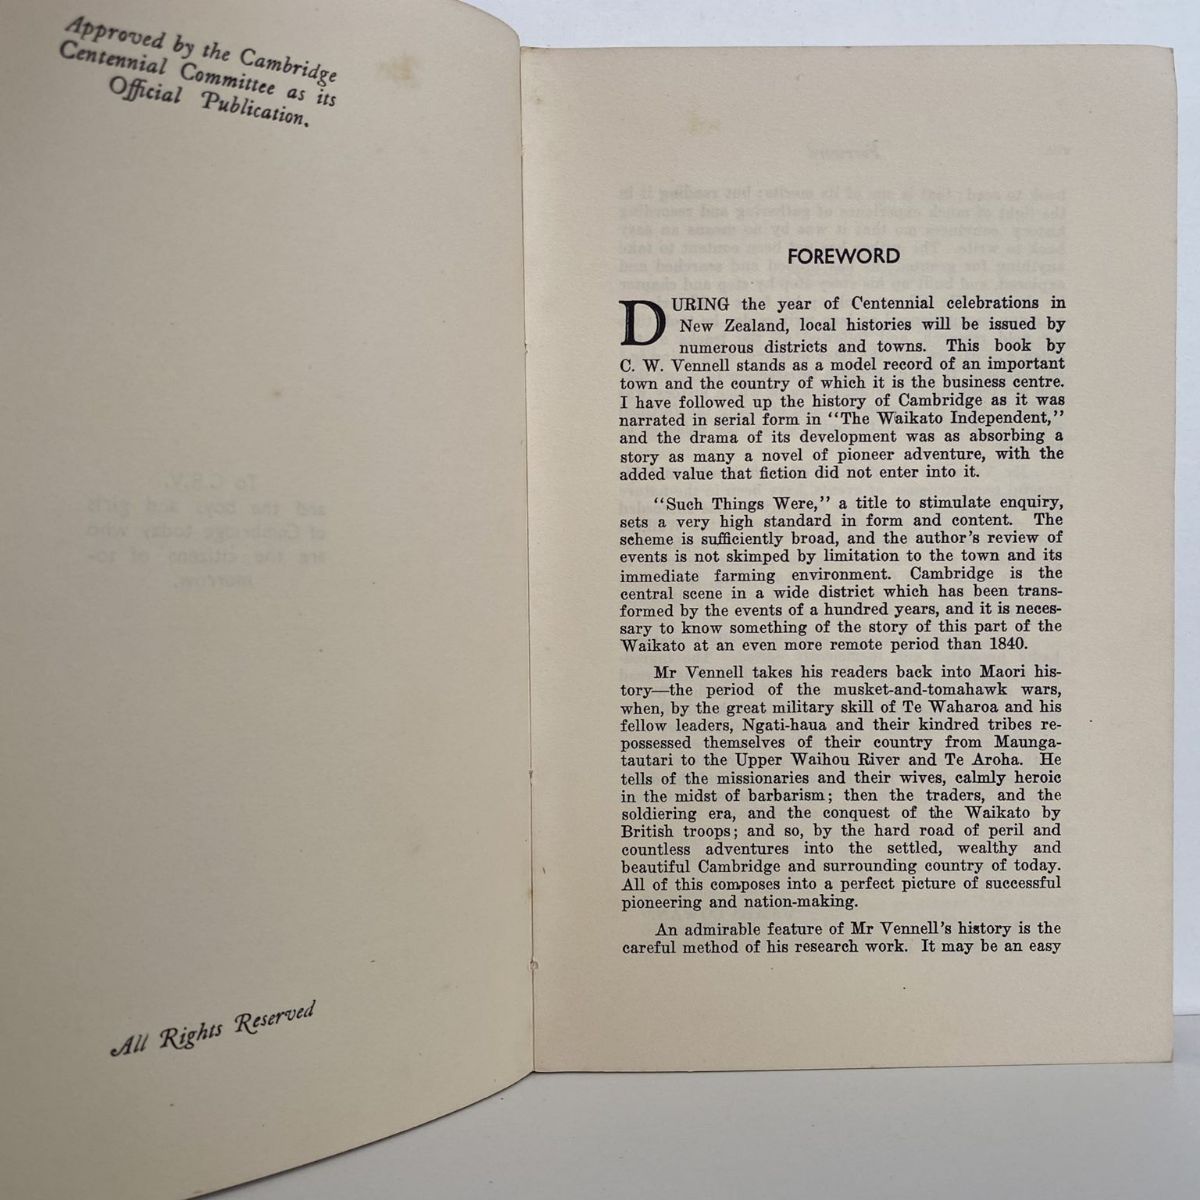 Approved by the Cambridge
Centennial Committee as its
Official Publication.
All Rights Reserved
FOREWORD
DURING the year of Centennial celebrations in
New Zealand, local histories will be issued by
numerous districts and towns. This book by
C. W. Vennell stands as a model record of an important
town and the country of which it is the business centre.
I have followed up the history of Cambridge as it was
narrated in serial form in "The Waikato Independent,"
and the drama of its development was as absorbing a
story as many a novel of pioneer adventure, with the
added value that fiction did not enter into it.
"Such Things Were," a title to stimulate enquiry,
sets a very high standard in form and content. The
scheme is sufficiently broad, and the author's review of
events is not skimped by limitation to the town and its
immediate farming environment. Cambridge is the
central scene in a wide district which has been trans-
formed by the events of a hundred years, and it is neces-
sary to know something of the story of this part of the
Waikato at an even more remote period than 1840.
Mr Vennell takes his readers back into Maori his-
tory—the period of the musket-and-tomahawk wars,
when, by the great military skill of Te Waharoa and his
fellow leaders, Ngati-haua and their kindred tribes re-
possessed themselves of their country from Maunga-
tautari to the Upper Waihou River and Te Aroha. He
tells of the missionaries and their wives, calmly heroic
in the midst of barbarism; then the traders, and the
soldiering era, and the conquest of the Waikato by
British troops; and so, by the hard road of peril and
countless adventures into the settled, wealthy and
beautiful Cambridge and surrounding country of today.
All of this composes into a perfect picture of successful
pioneering and nation-making.
An admirable feature of Mr Vennell's history is the
careful method of his research work. It may be an easy